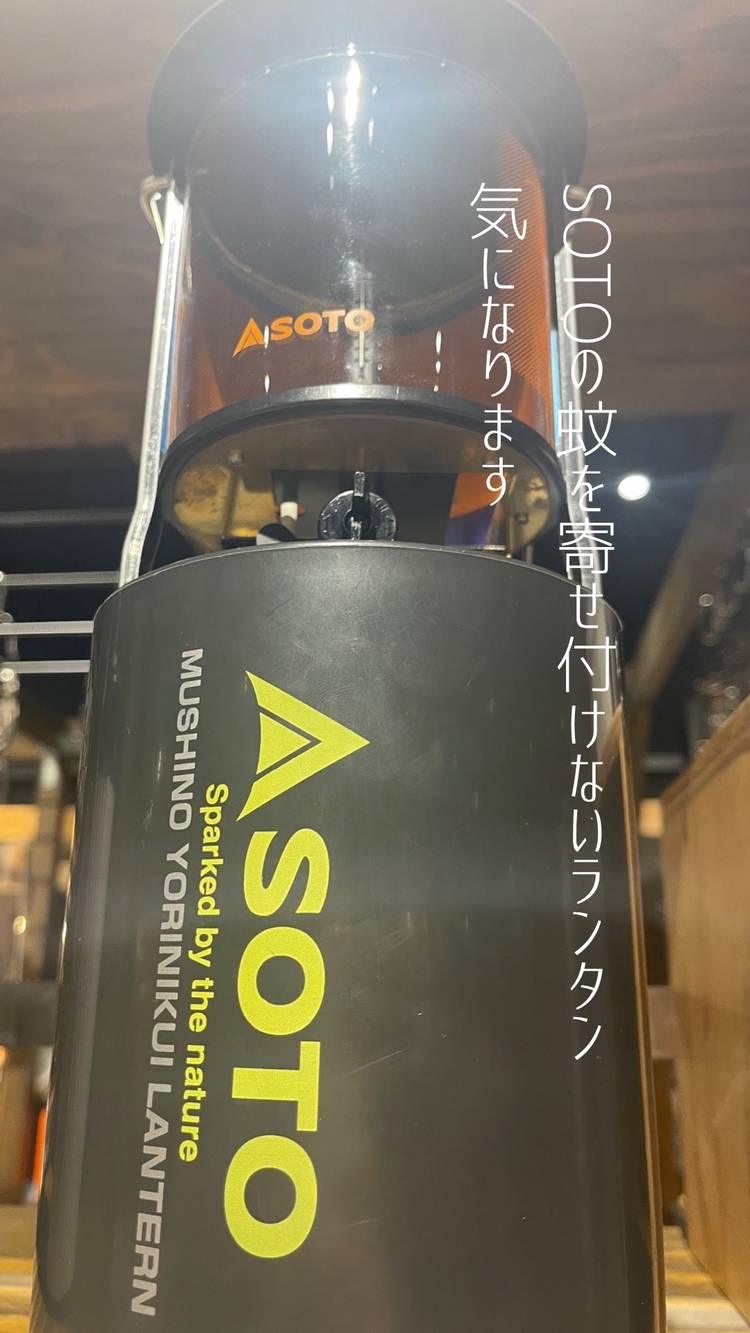 SOTOの蚊を寄せ付けないランタン
気になります
SOTO
SOTO
Sparked by the nature
MUSHINO YORINIKUI LANTERN